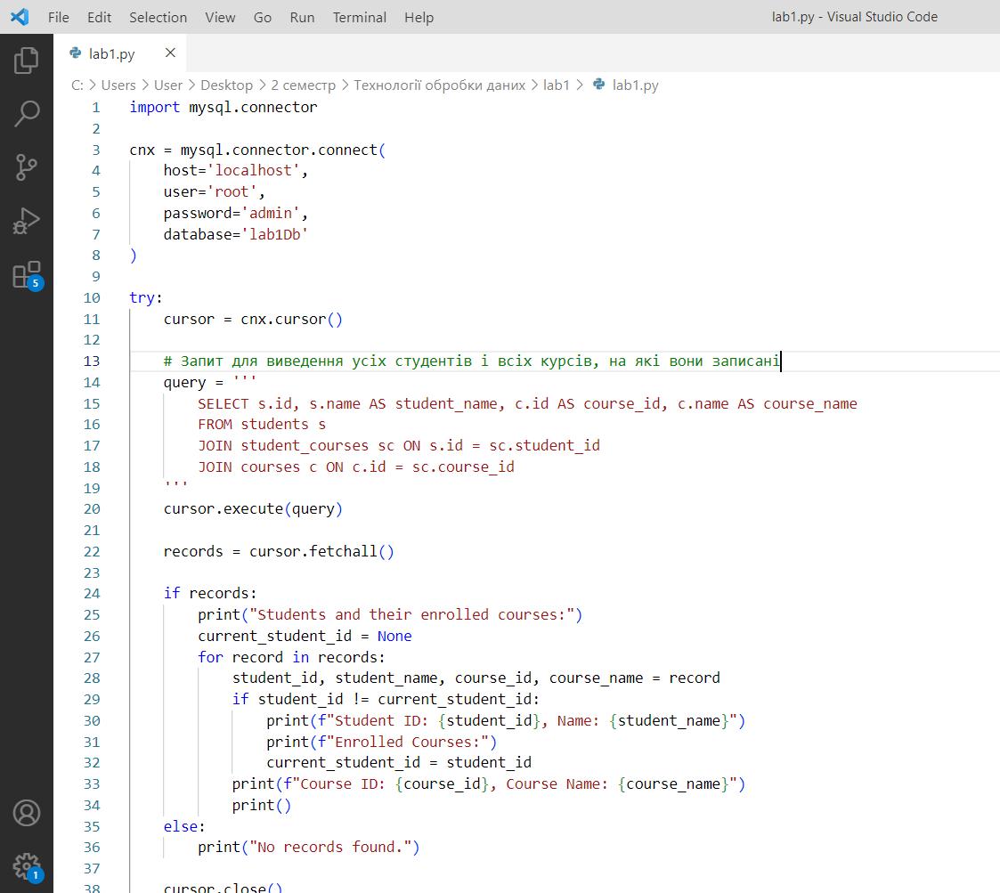 File Edit Selection View Go Run Terminal Help lab1.py - Visual Studio Code
lab1.py
C: > Users > User > Desktop > 2 семестр > Технології обробки даних > lab1 > lab1.py
1 import mysql.connector
2
3 cnx = mysql.connector.connect(
4     host='localhost',
5     user='root',
6     password='admin',
7     database='lab1Db'
8 )
9
10 try:
11     cursor = cnx.cursor()
12
13     # Запит для виведення усіх студентів і всіх курсів, на які вони записані
14     query = '''
15         SELECT s.id, s.name AS student_name, c.id AS course_id, c.name AS course_name
16         FROM students s
17         JOIN student_courses sc ON s.id = sc.student_id
18         JOIN courses c ON c.id = sc.course_id
19     '''
20     cursor.execute(query)
21
22     records = cursor.fetchall()
23
24     if records:
25         print("Students and their enrolled courses:")
26         current_student_id = None
27         for record in records:
28             student_id, student_name, course_id, course_name = record
29             if student_id != current_student_id:
30                 print(f"Student ID: {student_id}, Name: {student_name}")
31                 print(f"Enrolled Courses:")
32                 current_student_id = student_id
33             print(f"Course ID: {course_id}, Course Name: {course_name}")
34             print()
35     else:
36         print("No records found.")
37
38     cursor.close()
5
1